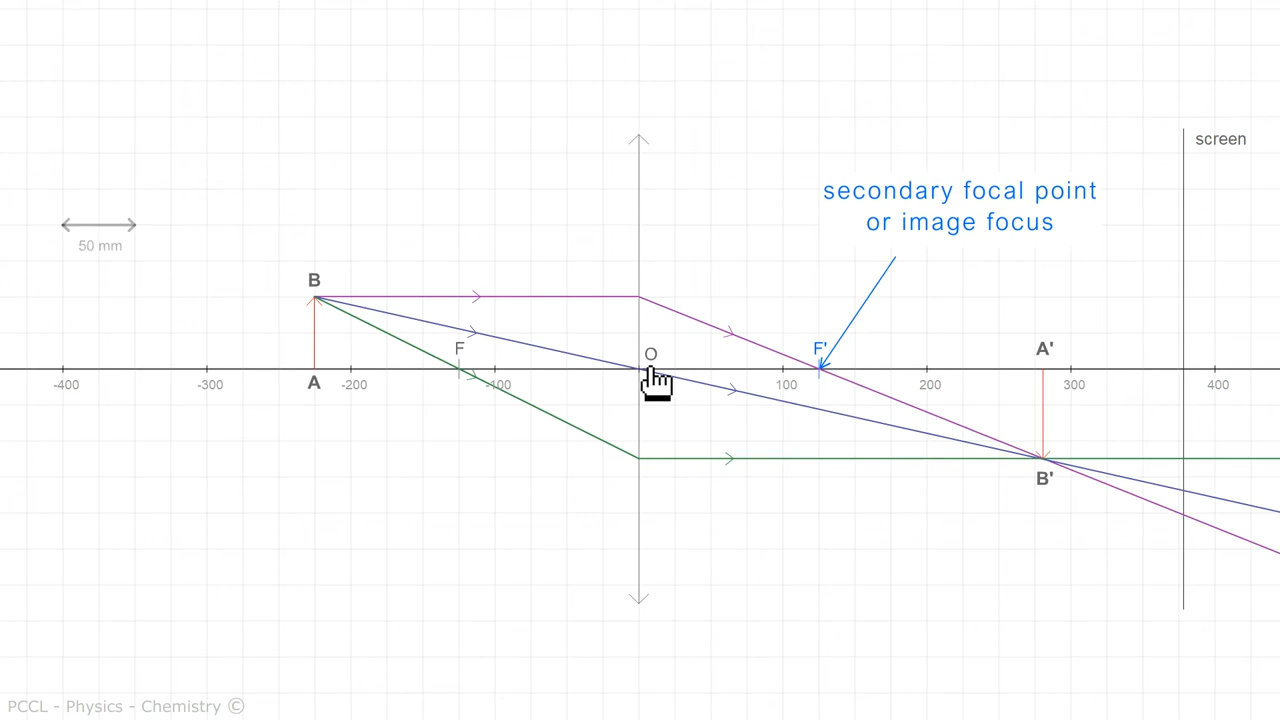 screen
secondary focal point
or image focus
50 mm
B
F
O
F'
A'
-400
-300
A
-200
-100
100
200
300
400
B'
PCCL - Physics - Chemistry ©